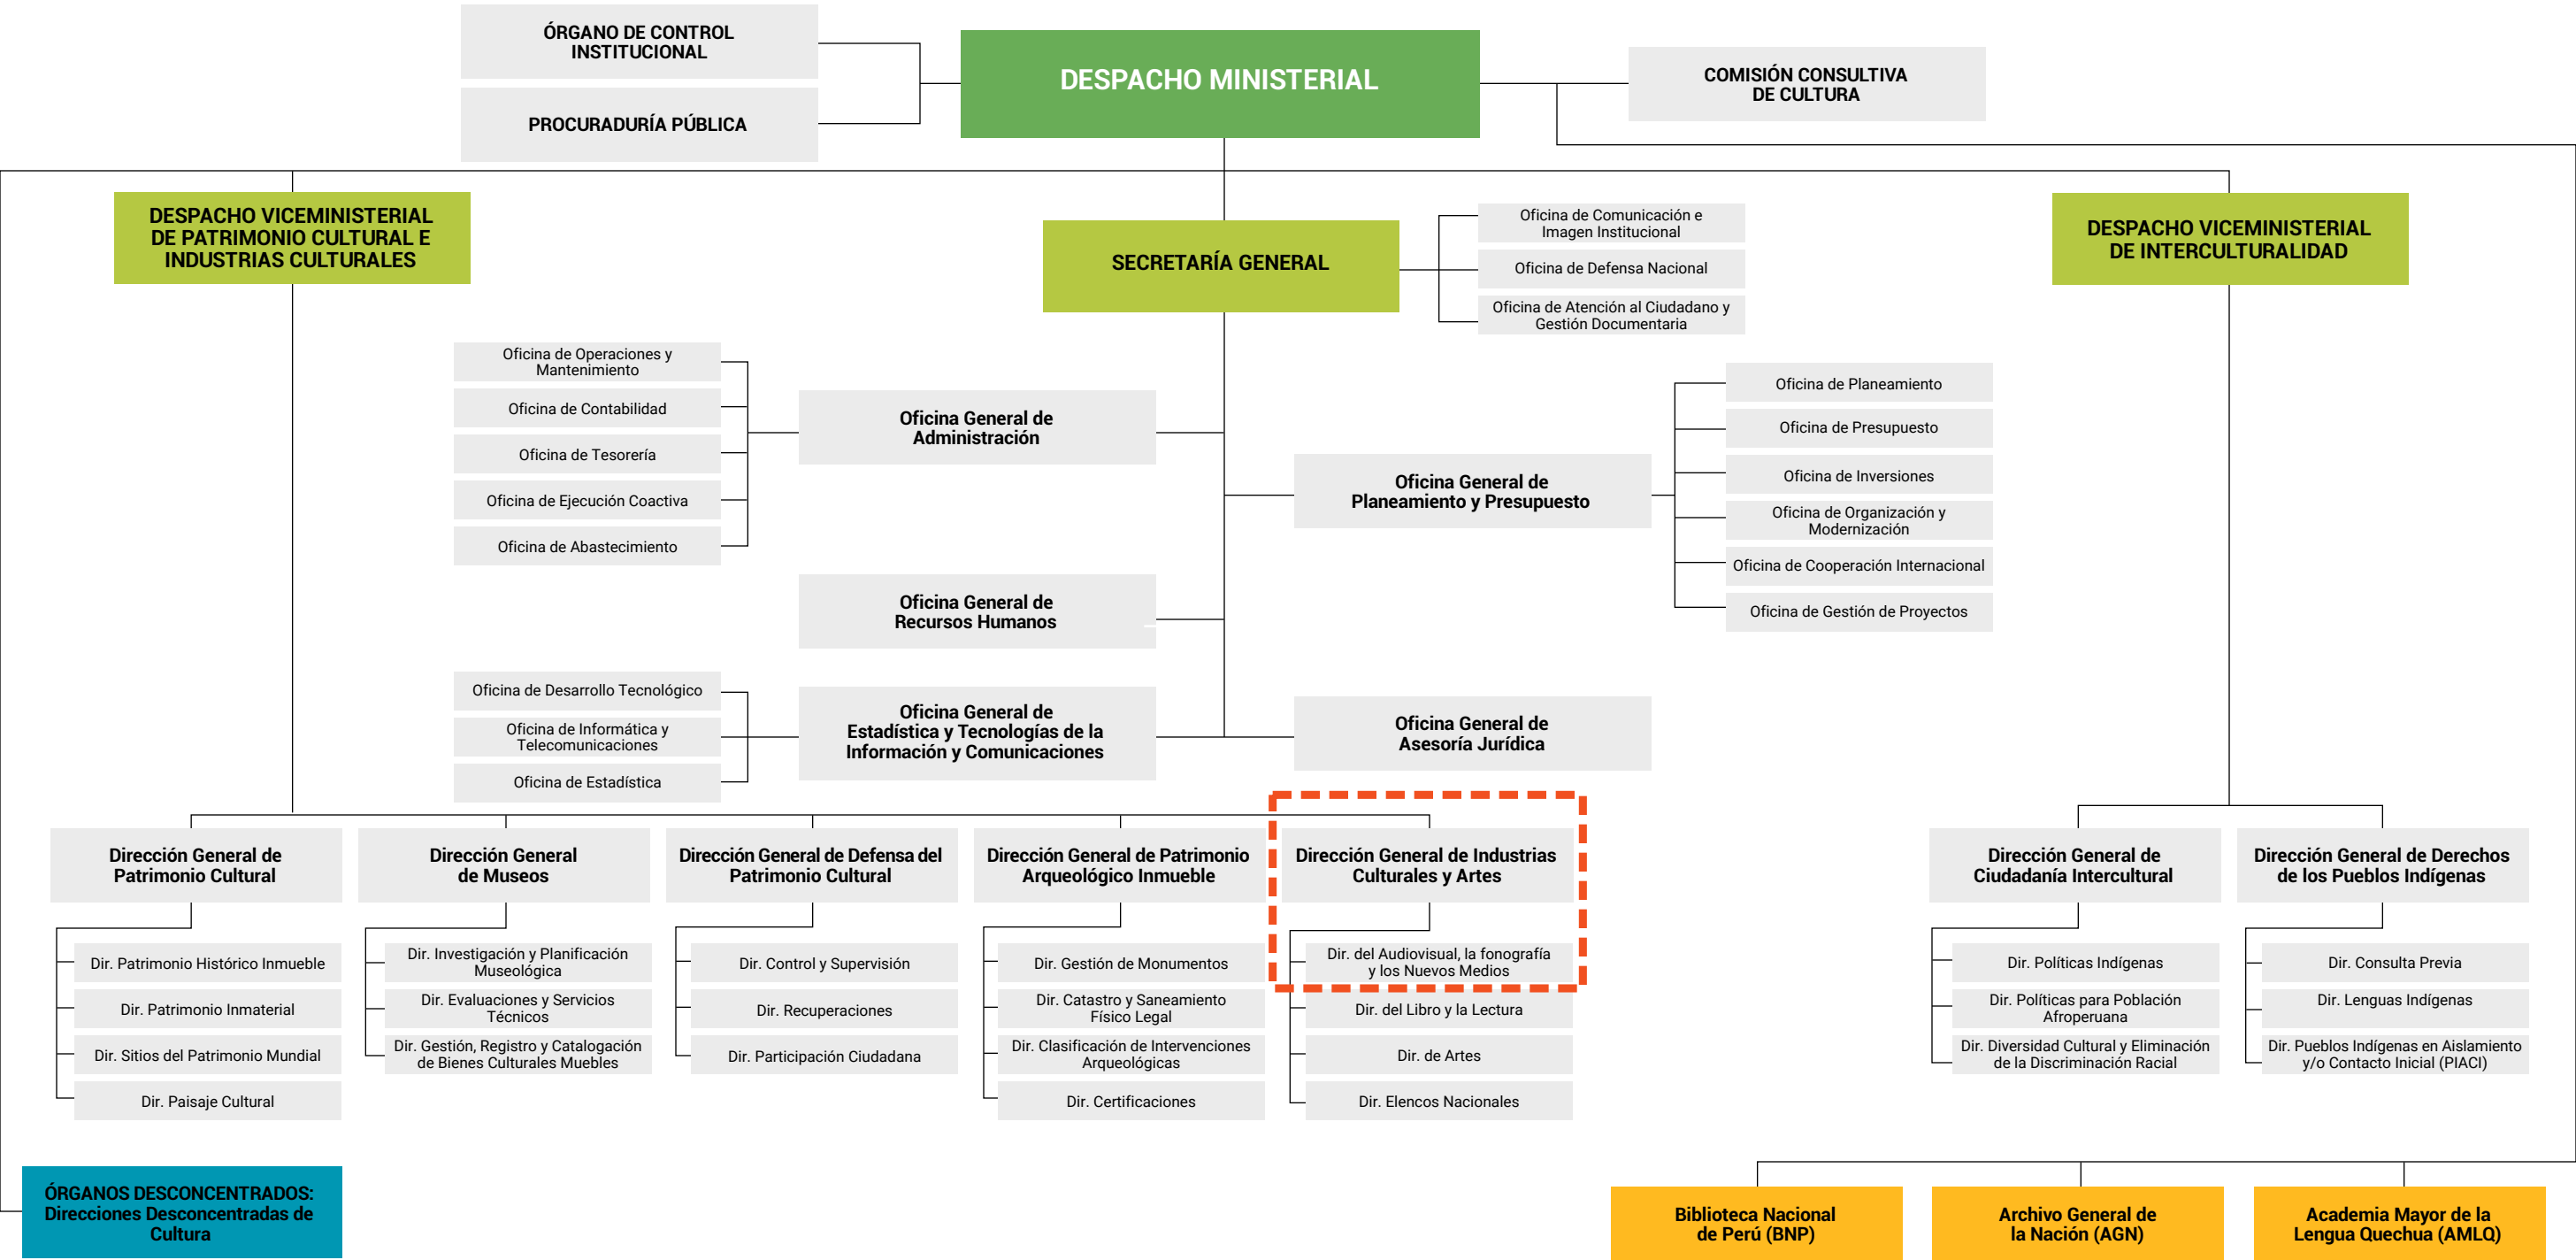 ÓRGANO DE CONTROL
INSTITUCIONAL
PROCURADURÍA PÚBLICA
DESPACHO MINISTERIAL
COMISIÓN CONSULTIVA
DE CULTURA
DESPACHO VICEMINISTERIAL
DE PATRIMONIO CULTURAL E
INDUSTRIAS CULTURALES
SECRETARÍA GENERAL
Oficina de Comunicación e
Imagen Institucional
Oficina de Defensa Nacional
Oficina de Atención al Ciudadano y
Gestión Documentaria
DESPACHO VICEMINISTERIAL
DE INTERCULTURALIDAD
Oficina de Operaciones y
Mantenimiento
Oficina de Contabilidad
Oficina de Tesorería
Oficina de Ejecución Coactiva
Oficina de Abastecimiento
Oficina General de
Administración
Oficina General de
Planeamiento y Presupuesto
Oficina de Planeamiento
Oficina de Presupuesto
Oficina de Inversiones
Oficina de Organización y
Modernización
Oficina de Cooperación Internacional
Oficina de Gestión de Proyectos
Oficina General de
Recursos Humanos
Oficina de Desarrollo Tecnológico
Oficina de Informática y
Telecomunicaciones
Oficina de Estadística
Oficina General de
Estadística y Tecnologías de la
Información y Comunicaciones
Oficina General de
Asesoría Jurídica
Dirección General de
Patrimonio Cultural
Dir. Patrimonio Histórico Inmueble
Dir. Patrimonio Inmaterial
Dir. Sitios del Patrimonio Mundial
Dir. Paisaje Cultural
Dirección General
de Museos
Dir. Investigación y Planificación
Museológica
Dir. Evaluaciones y Servicios
Técnicos
Dir. Gestión, Registro y Catalogación
de Bienes Culturales Muebles
Dirección General de Defensa del
Patrimonio Cultural
Dir. Control y Supervisión
Dir. Recuperaciones
Dir. Participación Ciudadana
Dirección General de Patrimonio
Arqueológico Inmueble
Dir. Gestión de Monumentos
Dir. Catastro y Saneamiento
Físico Legal
Dir. Clasificación de Intervenciones
Arqueológicas
Dir. Certificaciones
Dirección General de Industrias
Culturales y Artes
Dir. del Audiovisual, la fonografía
y los Nuevos Medios
Dir. del Libro y la Lectura
Dir. de Artes
Dir. Elencos Nacionales
Dirección General de
Ciudadanía Intercultural
Dir. Políticas Indígenas
Dir. Políticas para Población
Afroperuana
Dir. Diversidad Cultural y Eliminación
de la Discriminación Racial
Dirección General de Derechos
de los Pueblos Indígenas
Dir. Consulta Previa
Dir. Lenguas Indígenas
Dir. Pueblos Indígenas en Aislamiento
y/o Contacto Inicial (PIACI)
ÓRGANOS DESCONCENTRADOS:
Direcciones Desconcentradas de
Cultura
Biblioteca Nacional
de Perú (BNP)
Archivo General de
la Nación (AGN)
Academia Mayor de la
Lengua Quechua (AMLQ)